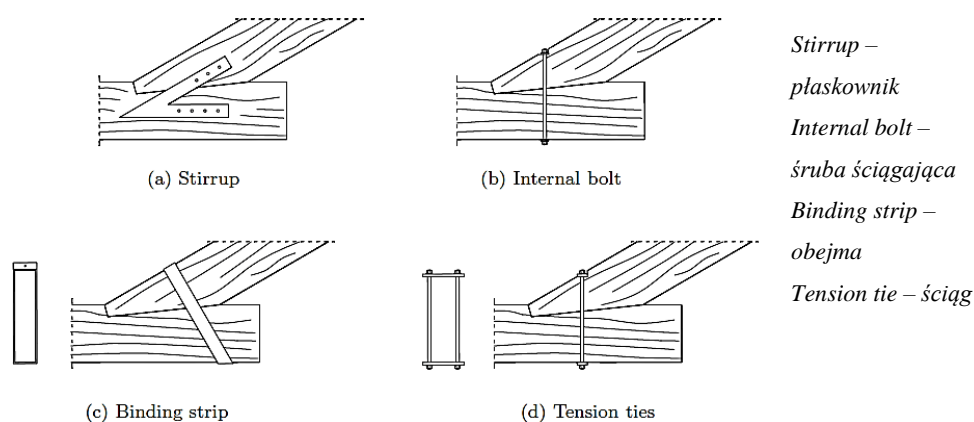 (a) Stirrup
(b) Internal bolt
(c) Binding strip
(d) Tension ties
Stirrup –
płaskownik
Internal bolt –
śruba ściągająca
Binding strip –
obejma
Tension tie – ściąg